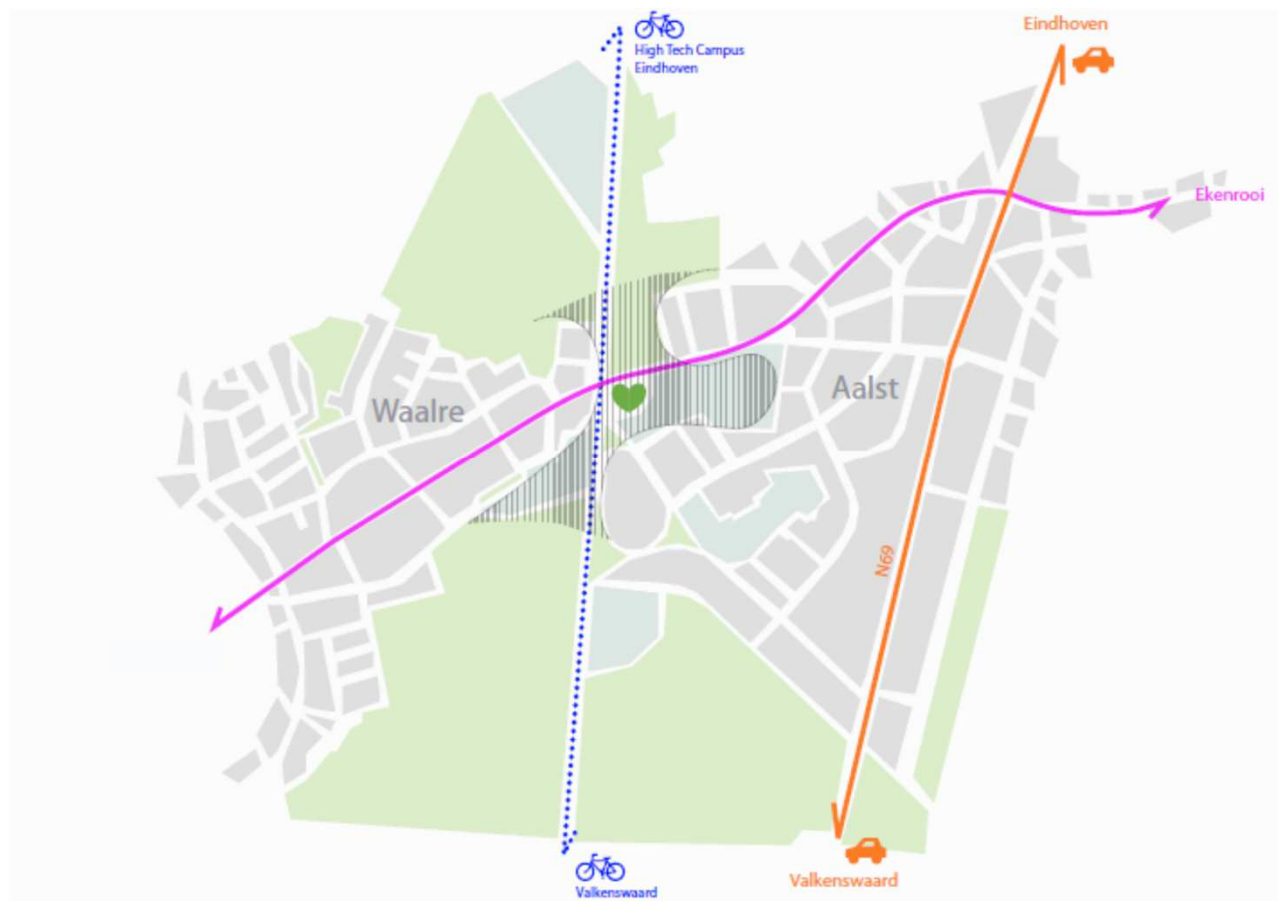 Eindhoven
High Tech Campus
Eindhoven
Ekenrooi
Waalre
Aalst
N69
Valkenswaard
Valkenswaard